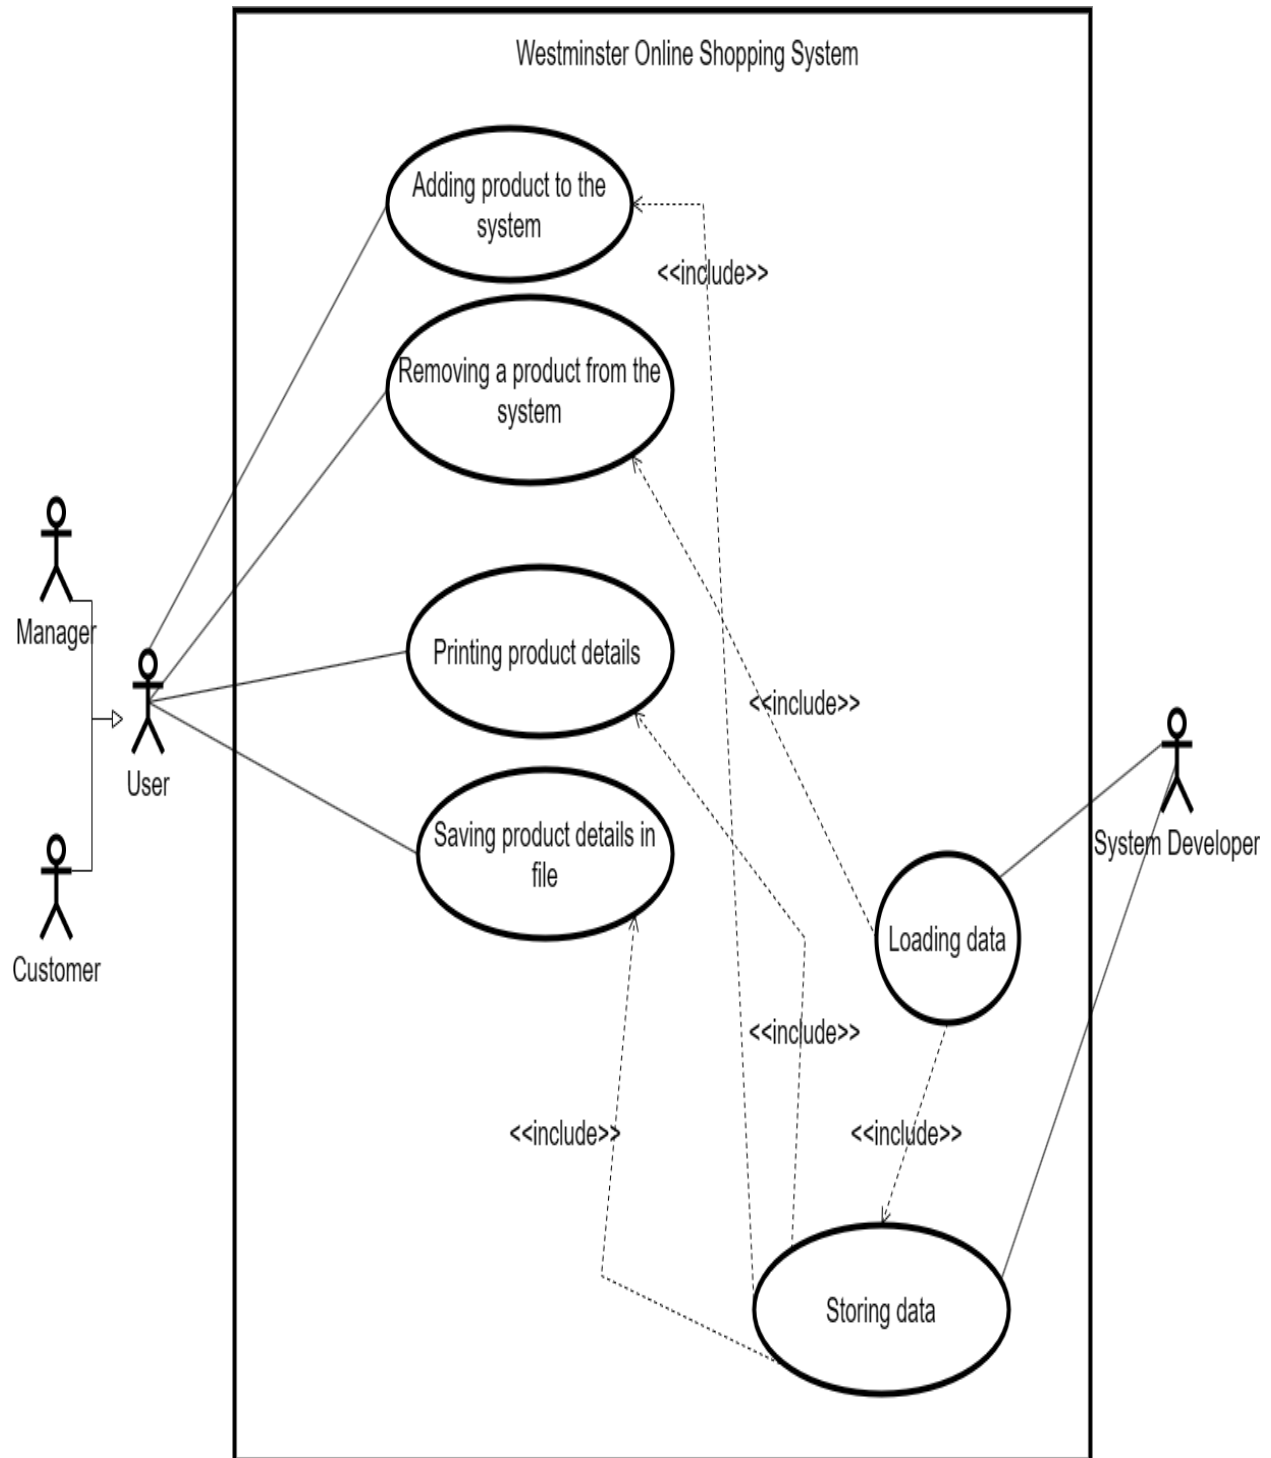 Westminster Online Shopping System
Adding product to the
system
<<include>>
Removing a product from the
system
Manager
Printing product details
<<include>>
User
Saving product details in
file
System Developer
Customer
Loading data
<<include>>
<<include>>
<<include>>
Storing data